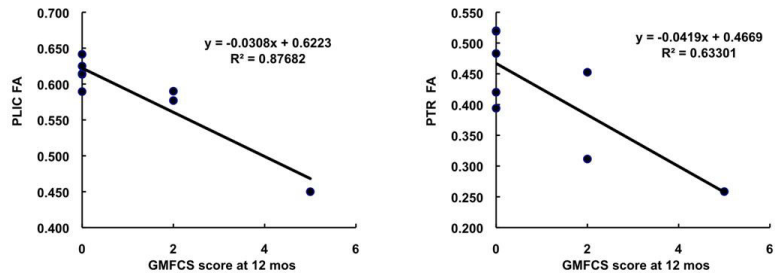 0.700
0.650
0.600
0.550
0.500
0.450
0.400
PLIC FA
y = -0.0308x + 0.6223
R² = 0.87682
0
2
4
6
GMFCS score at 12 mos
0.550
0.500
0.450
0.400
0.350
0.300
0.250
0.200
PTR FA
y = -0.0419x + 0.4669
R² = 0.63301
0
2
4
6
GMFCS score at 12 mos